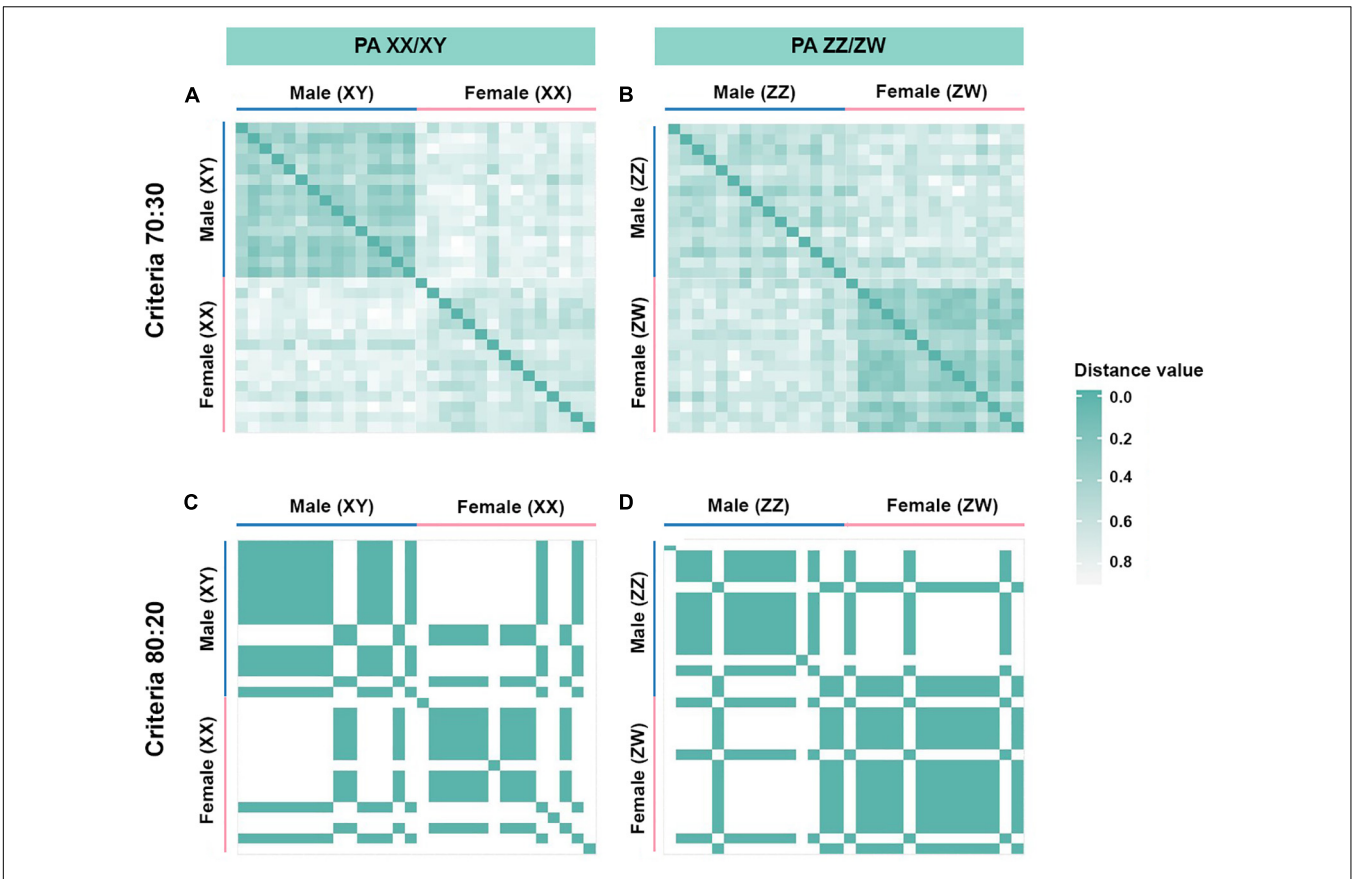 PA XX/XY
PA ZZ/ZW
A
Male (XY)
Female (XX)
B
Male (ZZ)
Female (ZW)
Criteria 70:30
Male (XY)
Female (XX)
Male (ZZ)
Female (ZW)
Distance value
0.0
0.2
0.4
0.6
0.8
C
Male (XY)
Female (XX)
D
Male (ZZ)
Female (ZW)
Criteria 80:20
Male (XY)
Female (XX)
Male (ZZ)
Female (ZW)